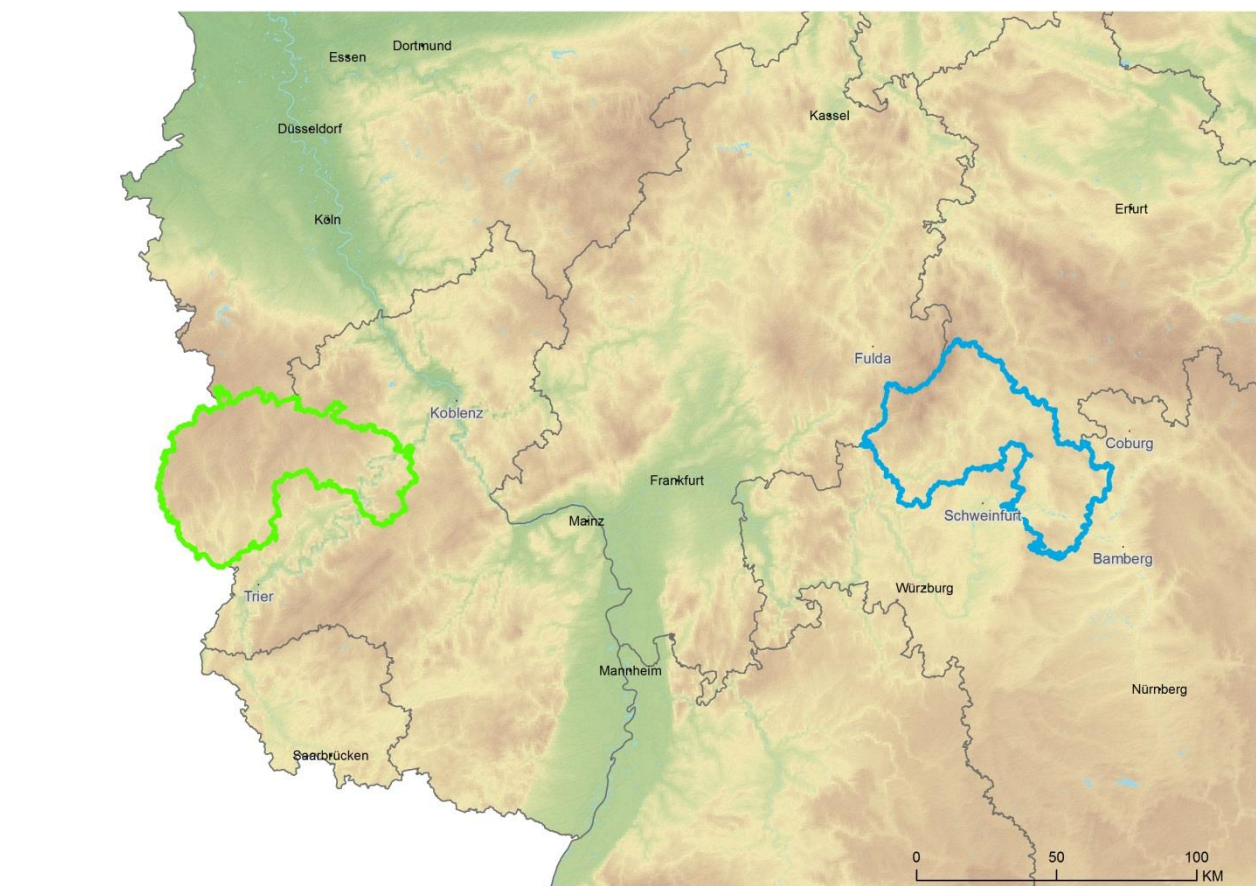 Dortmund
Essen
Kassel
Düsseldorf
Erfurt
Köln
Fulda
Koblenz
Coburg
Frankfurt
Schweinfurt
Mainz
Bamberg
Würzburg
Trier
Mannheim
Nürnberg
Saarbrücken
0 50 100
KM